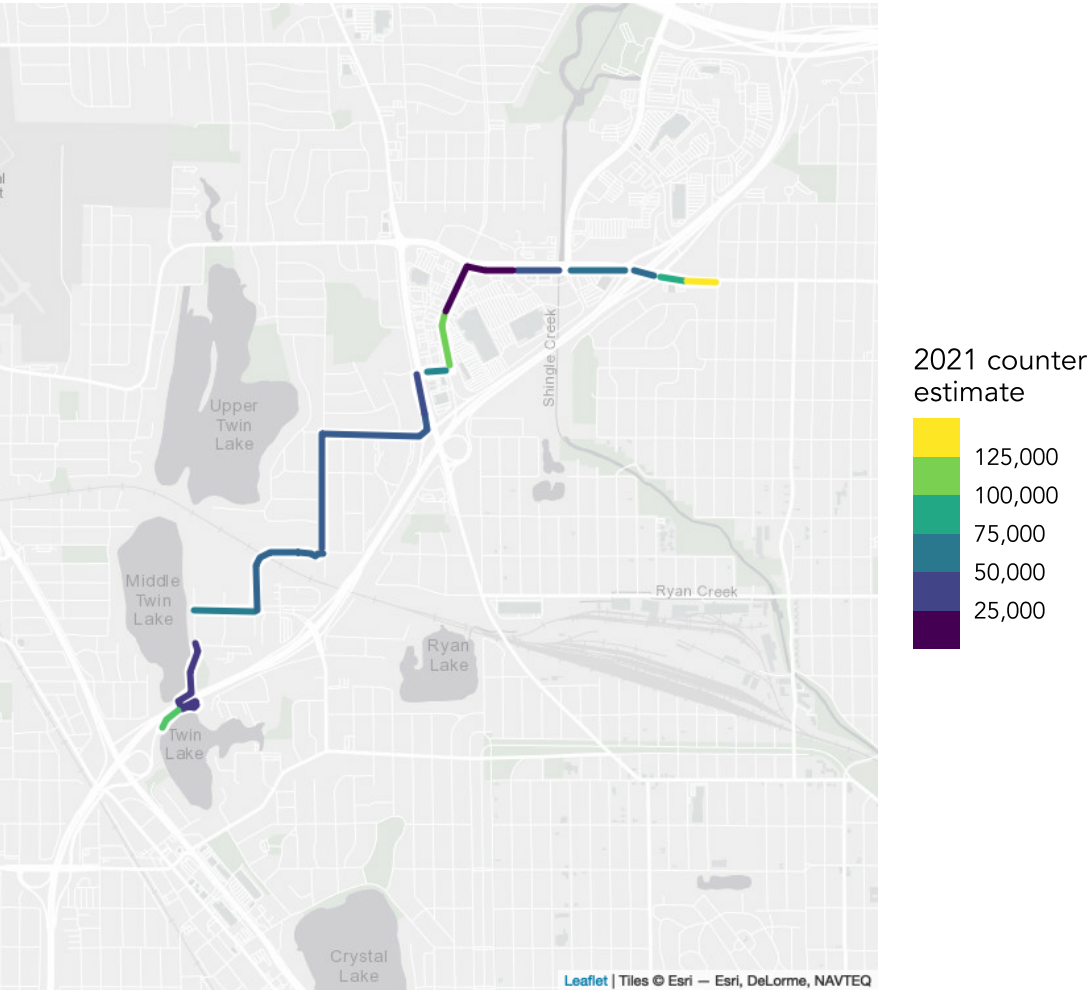 al
t
Shingle Creek
Upper
Twin
Lake
Middle
Twin
Lake
Ryan Creek
Ryan
Lake
Twin
Lake
Crystal
Lake
2021 counter
estimate
125,000
100,000
75,000
50,000
25,000
Leaflet | Tiles © Esri — Esri, DeLorme, NAVTEQ